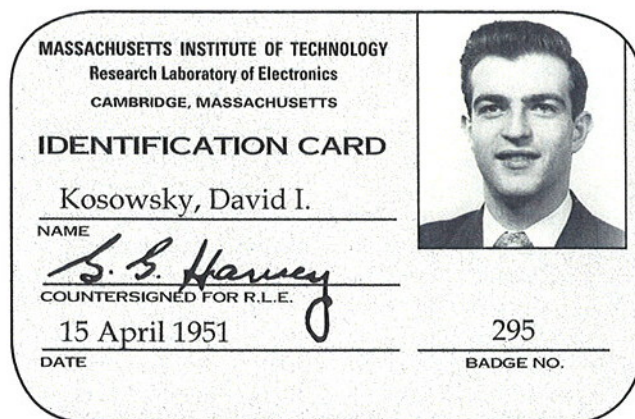 MASSACHUSETTS INSTITUTE OF TECHNOLOGY
Research Laboratory of Electronics
CAMBRIDGE, MASSACHUSETTS
IDENTIFICATION CARD
Kosowsky, David I.
NAME
G. G. Harvey
COUNTERSIGNED FOR R.L.E.
15 April 1951
DATE
295
BADGE NO.